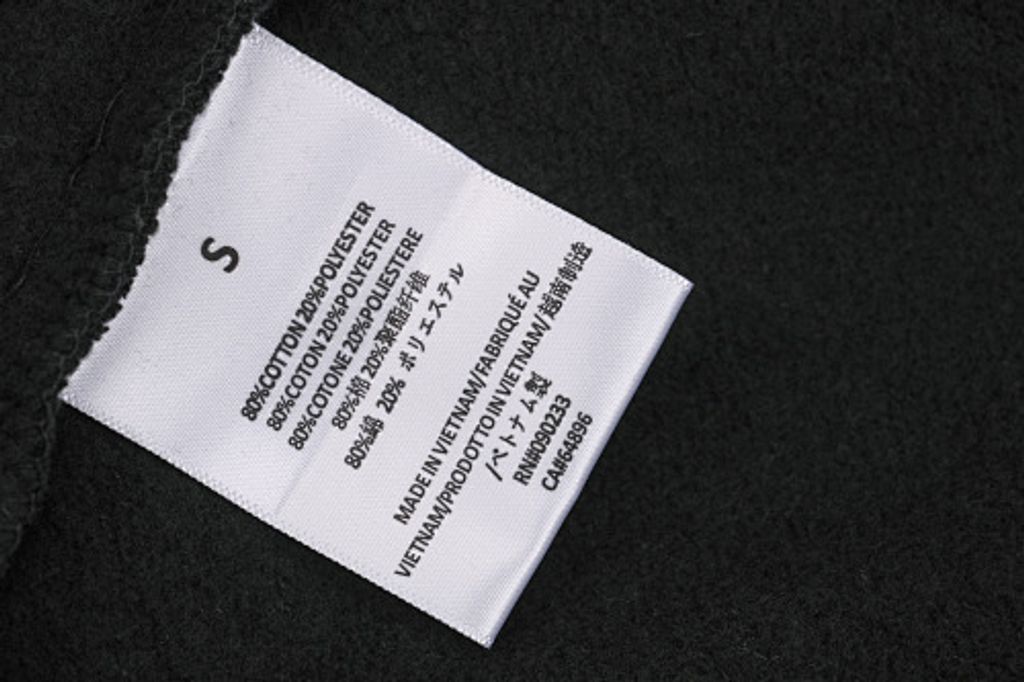 S
80%COTTON 20%POLYESTER
80%COTON 20%POLYESTER
80%COTONE 20%POLIESTERE
80%棉 20%聚酯纤维
80%綿 20% ポリエステル
MADE IN VIETNAM/FABRIQUÉ AU
VIETNAM/PRODOTTO IN VIETNAM/ 越南制造
/ベトナム製
RN#090233
CA#64896